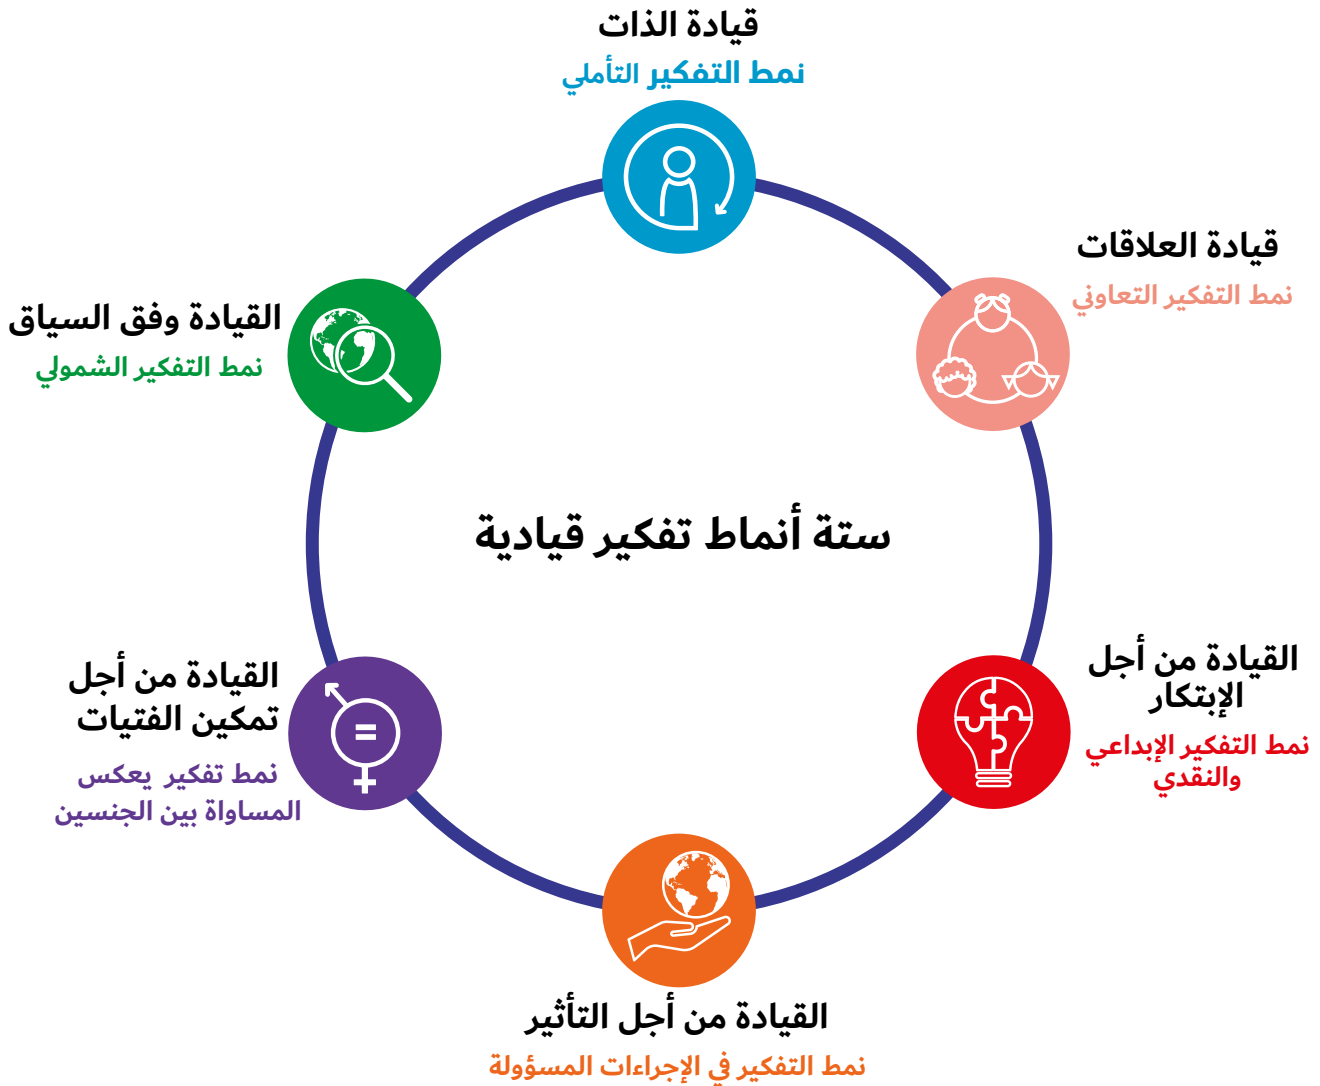 قيادة الذات
نمط التفكير التأملي
قيادة العلاقات
نمط التفكير التعاوني
القيادة وفق السياق
نمط التفكير الشمولي
ستة أنماط تفكير قيادية
القيادة من أجل
الإبتكار
نمط التفكير الإبداعي
والنقدي
القيادة من أجل
تمكين الفتيات
نمط تفكير يعكس
المساواة بين الجنسين
القيادة من أجل التأثير
نمط التفكير في الإجراءات المسؤولة